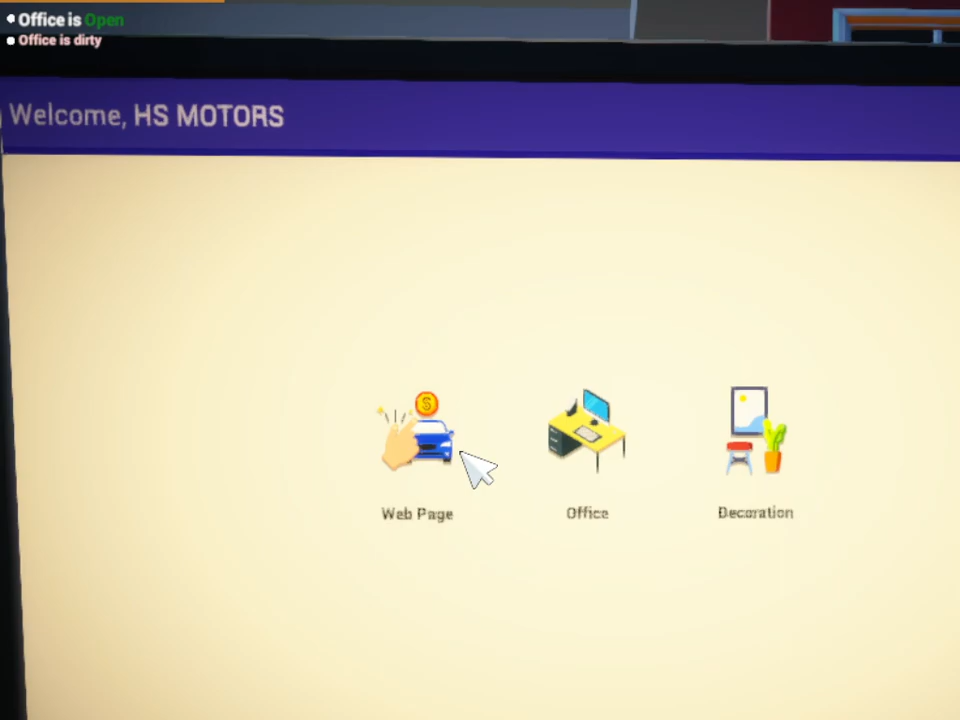 Office is Open
Office is dirty
Welcome, HS MOTORS
$
Web Page
Office
Decoration